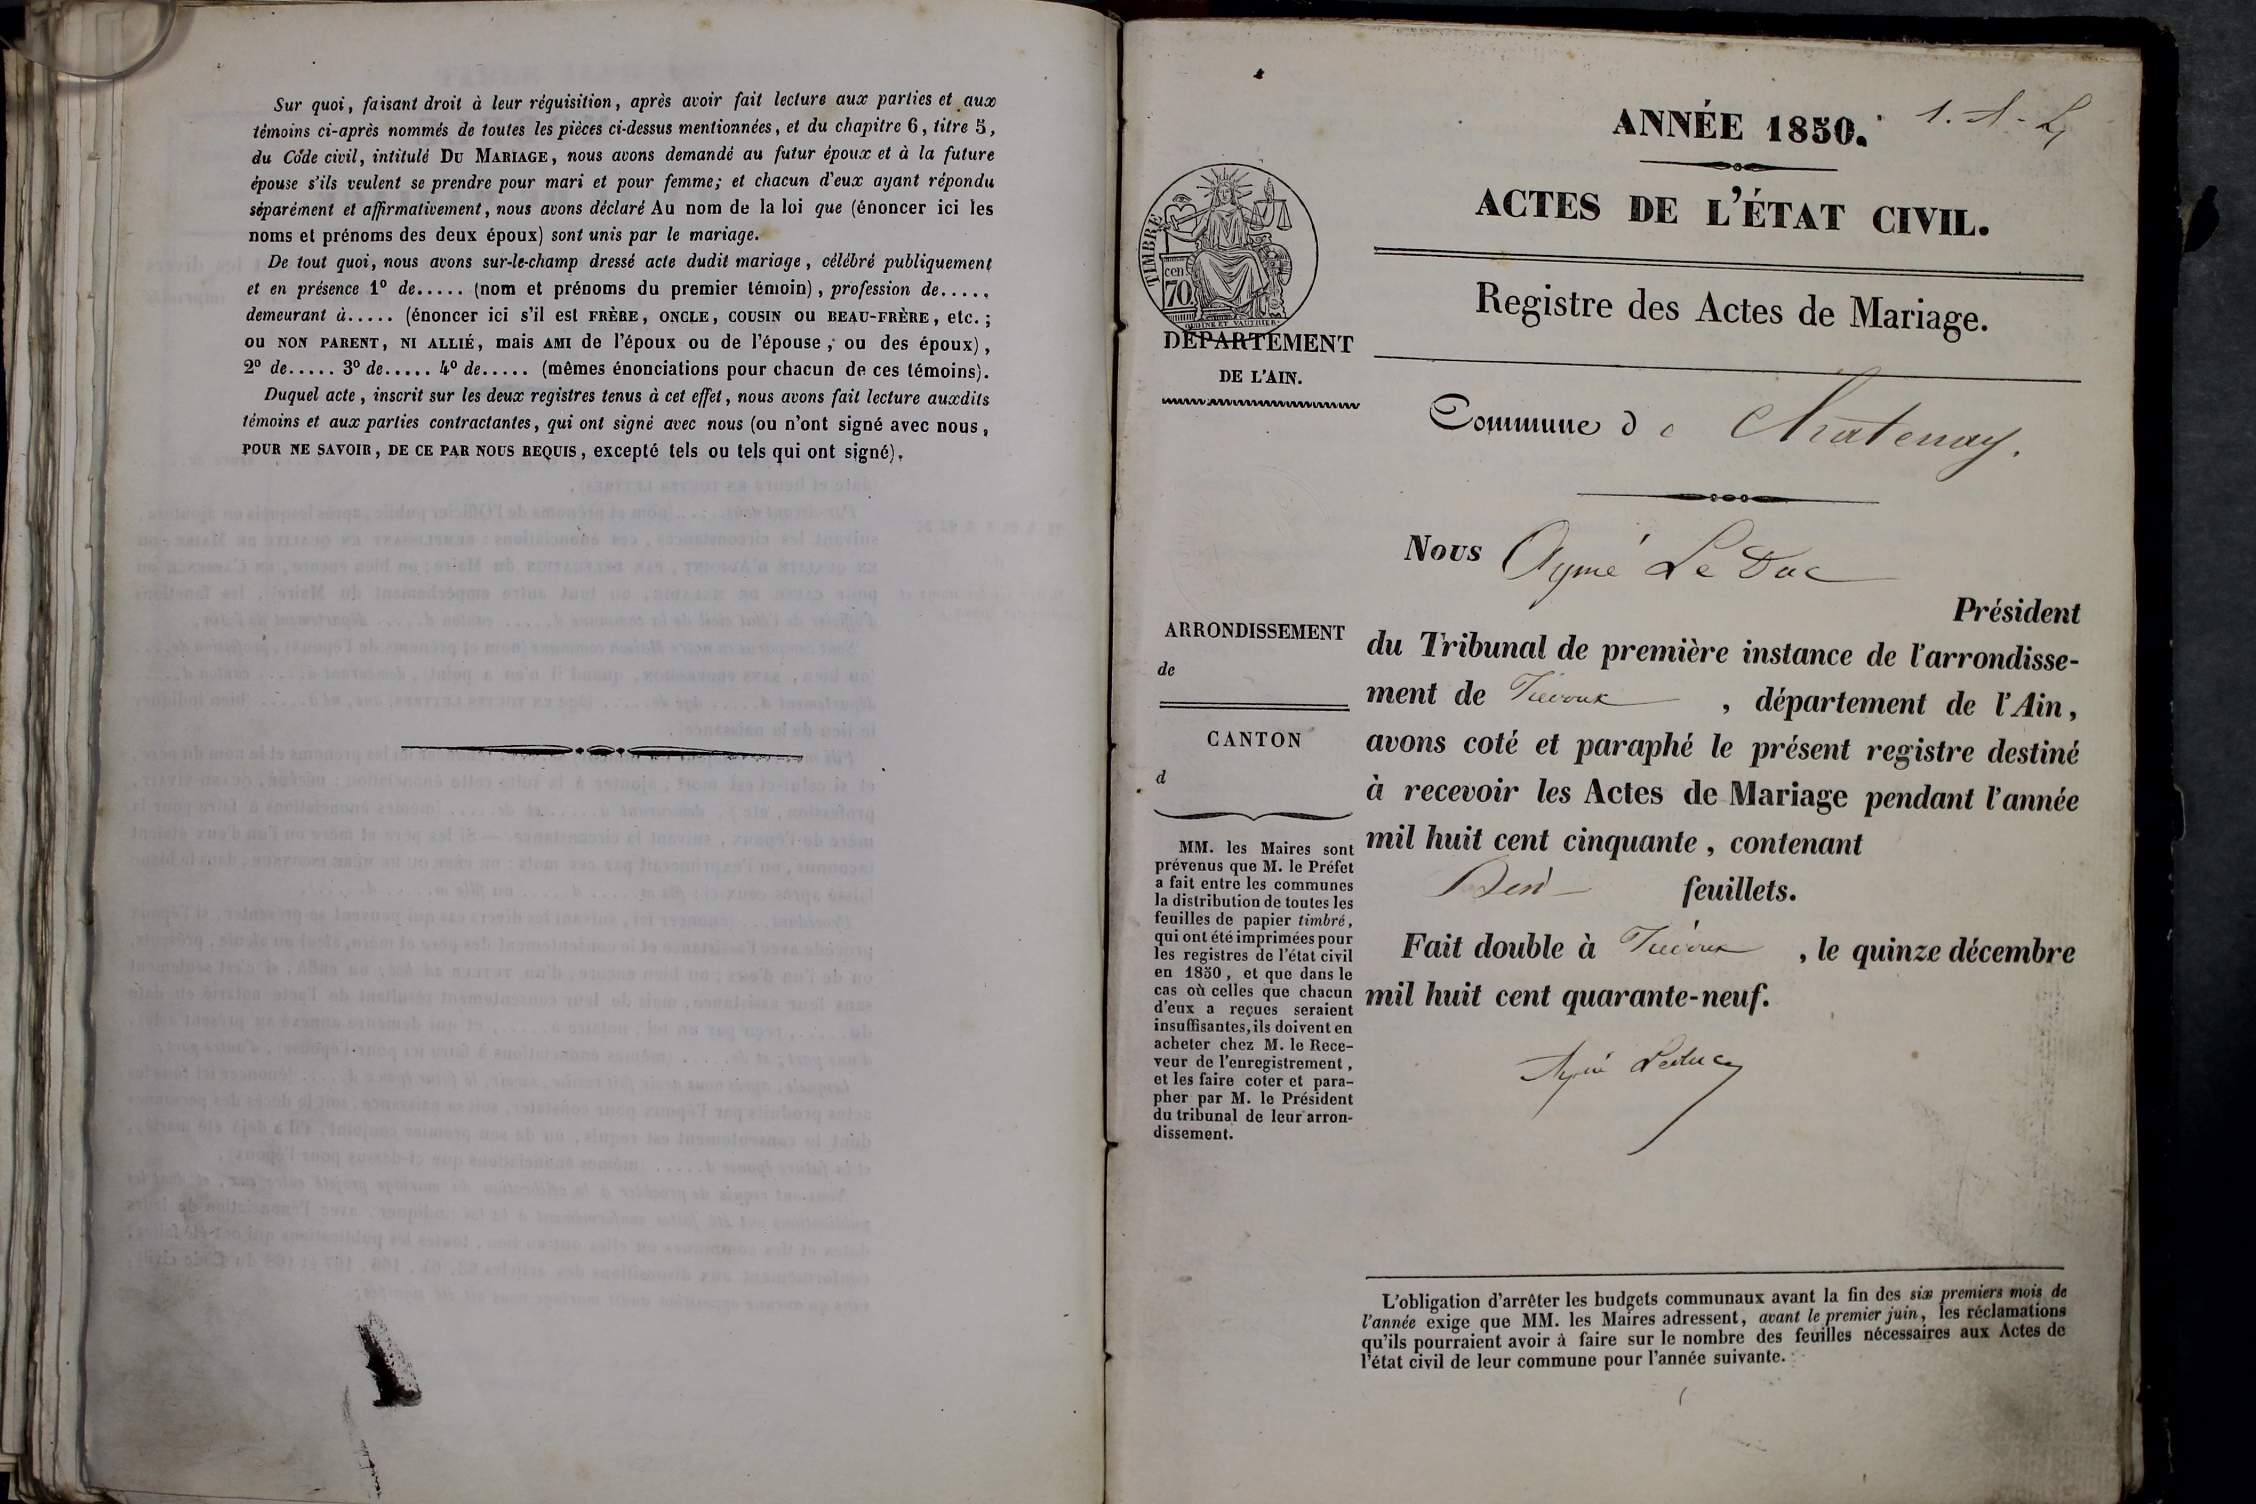 Sur quoi, faisant droit à leur réquisition, après avoir fait lecture aux parties et aux
témoins ci-après nommés de toutes les pièces ci-dessus mentionnées, et du chapitre 6, titre 5,
du Code civil, intitulé DU MARIAGE, nous avons demandé au futur époux et à la future
épouse s'ils veulent se prendre pour mari et pour femme; et chacun d'eux ayant répondu
séparément et affirmativement, nous avons déclaré Au nom de la loi que (énoncer ici les
noms et prénoms des deux époux) sont unis par le mariage.
De tout quoi, nous avons sur-le-champ dressé acte dudit mariage, célébré publiquement
et en présence 1º de..... (nom et prénoms du premier témoin), profession de.....,
demeurant à..... (énoncer ici s'il est FRÈRE, ONCLE, COUSIN ou BEAU-FRÈRE, etc.;
ou NON PARENT, NI ALLIÉ, mais AMI de l'époux ou de l'épouse, ou des époux),
2º de..... 3º de..... 4º de..... (mêmes énonciations pour chacun de ces témoins).
Duquel acte, inscrit sur les deux registres tenus à cet effet, nous avons fait lecture auxdits
témoins et aux parties contractantes, qui ont signé avec nous (ou n'ont signé avec nous,
POUR NE SAVOIR, DE CE PAR NOUS REQUIS, excepté tels ou tels qui ont signé).
ANNÉE 1850.
1. A. L
ACTES DE L'ÉTAT CIVIL.
Registre des Actes de Mariage.
TIMBRE
cen.
70
OUDINE ET VAUTHIER
DÉPARTEMENT
DE L'AIN.
Commune de Chatenay.
Nous Aymé Le Duc
Président
du Tribunal de première instance de l'arrondisse-
ment de Trévoux, département de l'Ain,
avons coté et paraphé le présent registre destiné
à recevoir les Actes de Mariage pendant l'année
mil huit cent cinquante, contenant
feuillets.
Fait double à Trévoux, le quinze décembre
mil huit cent quarante-neuf.
Aymé Leduc
ARRONDISSEMENT
de
CANTON
d
MM. les Maires sont
prévenus que M. le Préfet
a fait entre les communes
la distribution de toutes les
feuilles de papier timbré,
qui ont été imprimées pour
les registres de l'état civil
en 1850, et que dans le
cas où celles que chacun
d'eux a reçues seraient
insuffisantes, ils doivent en
acheter chez M. le Rece-
veur de l'enregistrement,
et les faire coter et para-
pher par M. le Président
du tribunal de leur arron-
dissement.
L'obligation d'arrêter les budgets communaux avant la fin des six premiers mois de
l'année exige que MM. les Maires adressent, avant le premier juin, les réclamations
qu'ils pourraient avoir à faire sur le nombre des feuilles nécessaires aux Actes de
l'état civil de leur commune pour l'année suivante.